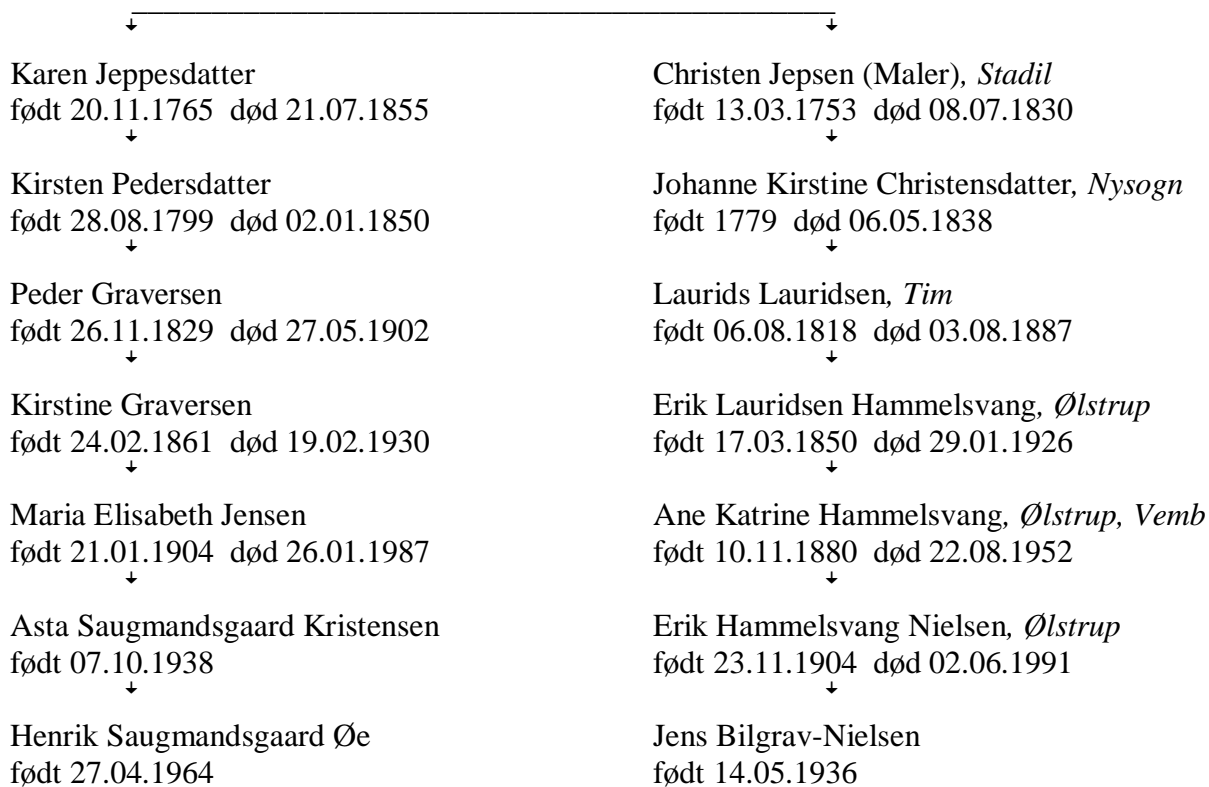 Karen Jeppesdatter
født 20.11.1765 død 21.07.1855
Kirsten Pedersdatter
født 28.08.1799 død 02.01.1850
Peder Graversen
født 26.11.1829 død 27.05.1902
Kirstine Graversen
født 24.02.1861 død 19.02.1930
Maria Elisabeth Jensen
født 21.01.1904 død 26.01.1987
Asta Saugmandsgaard Kristensen
født 07.10.1938
Henrik Saugmandsgaard Øe
født 27.04.1964
Christen Jepsen (Maler), Stadil
født 13.03.1753 død 08.07.1830
Johanne Kirstine Christensdatter, Nysogn
født 1779 død 06.05.1838
Laurids Lauridsen, Tim
født 06.08.1818 død 03.08.1887
Erik Lauridsen Hammelsvang, Ølstrup
født 17.03.1850 død 29.01.1926
Ane Katrine Hammelsvang, Ølstrup, Vemb
født 10.11.1880 død 22.08.1952
Erik Hammelsvang Nielsen, Ølstrup
født 23.11.1904 død 02.06.1991
Jens Bilgrav-Nielsen
født 14.05.1936